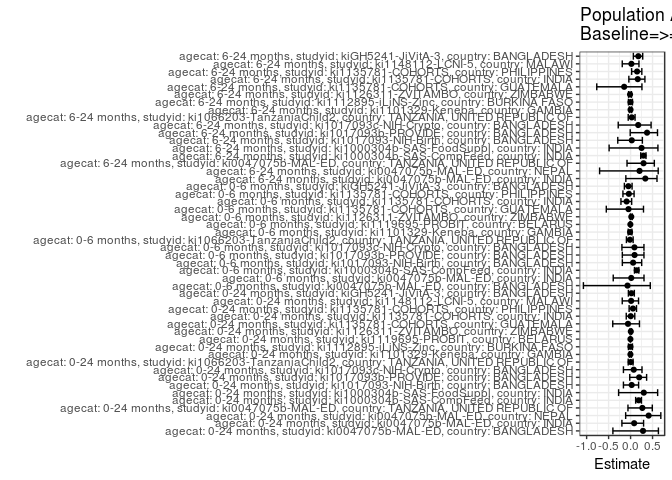 Population
Baseline=>
agecat: 6-24 months, studyid: kiGH5241-JiVitA-3, country: BANGLADESH
agecat: 6-24 months, studyid: ki1148112-LCNI-5, country: MALAWI
agecat: 6-24 months, studyid: ki1135781-COHORTS, country: PHILIPPINES
agecat: 6-24 months, studyid: ki1135781-COHORTS, country: INDIA
agecat: 6-24 months, studyid: ki1135781-COHORTS, country: GUATEMALA
agecat: 6-24 months, studyid: ki1126311-ZVITAMBO, country: ZIMBABWE
agecat: 6-24 months, studyid: ki1112895-iLiNS-Zinc, country: BURKINA FASO
agecat: 6-24 months, studyid: ki1101329-Keneba, country: GAMBIA
agecat: 6-24 months, studyid: ki1066203-TanzaniaChild2, country: TANZANIA, UNITED REPUBLIC OF
agecat: 6-24 months, studyid: ki1017093c-NIH-Crypto, country: BANGLADESH
agecat: 6-24 months, studyid: ki1017093b-PROVIDE, country: BANGLADESH
agecat: 6-24 months, studyid: ki1017093-NIH-Birth, country: BANGLADESH
agecat: 6-24 months, studyid: ki1000304b-SAS-FoodSuppl, country: INDIA
agecat: 6-24 months, studyid: ki1000304b-SAS-CompFeed, country: INDIA
agecat: 6-24 months, studyid: ki0047075b-MAL-ED, country: TANZANIA, UNITED REPUBLIC OF
agecat: 6-24 months, studyid: ki0047075b-MAL-ED, country: NEPAL
agecat: 6-24 months, studyid: ki0047075b-MAL-ED, country: INDIA
agecat: 0-6 months, studyid: kiGH5241-JiVitA-3, country: BANGLADESH
agecat: 0-6 months, studyid: ki1135781-COHORTS, country: PHILIPPINES
agecat: 0-6 months, studyid: ki1135781-COHORTS, country: INDIA
agecat: 0-6 months, studyid: ki1135781-COHORTS, country: GUATEMALA
agecat: 0-6 months, studyid: ki1126311-ZVITAMBO, country: ZIMBABWE
agecat: 0-6 months, studyid: ki1119695-PROBIT, country: BELARUS
agecat: 0-6 months, studyid: ki1101329-Keneba, country: GAMBIA
agecat: 0-6 months, studyid: ki1066203-TanzaniaChild2, country: TANZANIA, UNITED REPUBLIC OF
agecat: 0-6 months, studyid: ki1017093c-NIH-Crypto, country: BANGLADESH
agecat: 0-6 months, studyid: ki1017093b-PROVIDE, country: BANGLADESH
agecat: 0-6 months, studyid: ki1017093-NIH-Birth, country: BANGLADESH
agecat: 0-6 months, studyid: ki1000304b-SAS-CompFeed, country: INDIA
agecat: 0-6 months, studyid: ki0047075b-MAL-ED, country: INDIA
agecat: 0-6 months, studyid: ki0047075b-MAL-ED, country: BANGLADESH
agecat: 0-24 months, studyid: kiGH5241-JiVitA-3, country: BANGLADESH
agecat: 0-24 months, studyid: ki1148112-LCNI-5, country: MALAWI
agecat: 0-24 months, studyid: ki1135781-COHORTS, country: PHILIPPINES
agecat: 0-24 months, studyid: ki1135781-COHORTS, country: INDIA
agecat: 0-24 months, studyid: ki1135781-COHORTS, country: GUATEMALA
agecat: 0-24 months, studyid: ki1126311-ZVITAMBO, country: ZIMBABWE
agecat: 0-24 months, studyid: ki1119695-PROBIT, country: BELARUS
agecat: 0-24 months, studyid: ki1112895-iLiNS-Zinc, country: BURKINA FASO
agecat: 0-24 months, studyid: ki1101329-Keneba, country: GAMBIA
agecat: 0-24 months, studyid: ki1066203-TanzaniaChild2, country: TANZANIA, UNITED REPUBLIC OF
agecat: 0-24 months, studyid: ki1017093c-NIH-Crypto, country: BANGLADESH
agecat: 0-24 months, studyid: ki1017093b-PROVIDE, country: BANGLADESH
agecat: 0-24 months, studyid: ki1017093-NIH-Birth, country: BANGLADESH
agecat: 0-24 months, studyid: ki1000304b-SAS-FoodSuppl, country: INDIA
agecat: 0-24 months, studyid: ki1000304b-SAS-CompFeed, country: INDIA
agecat: 0-24 months, studyid: ki0047075b-MAL-ED, country: TANZANIA, UNITED REPUBLIC OF
agecat: 0-24 months, studyid: ki0047075b-MAL-ED, country: NEPAL
agecat: 0-24 months, studyid: ki0047075b-MAL-ED, country: INDIA
agecat: 0-24 months, studyid: ki0047075b-MAL-ED, country: BANGLADESH
-1.0 -0.5 0.0 0.5
Estimate